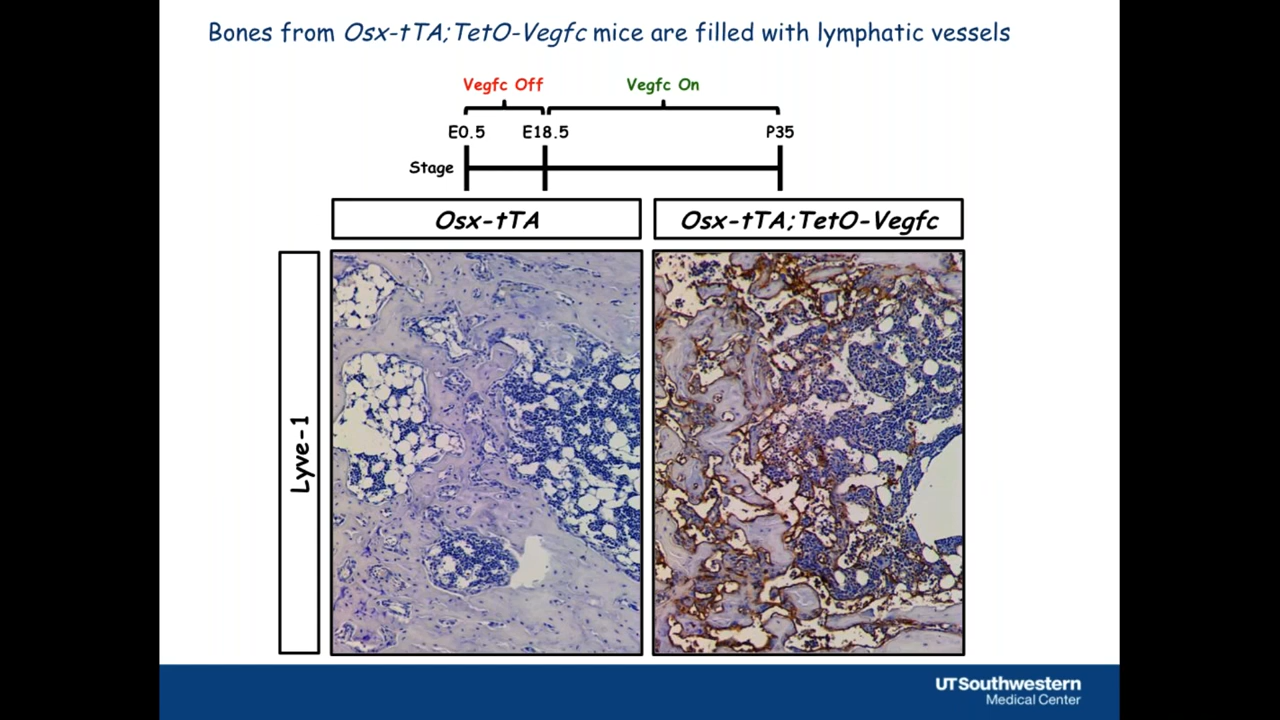 Bones from Osx-tTA;TetO-Vegfc mice are filled with lymphatic vessels
Vegfc Off
Vegfc On
E0.5
E18.5
P35
Stage
Osx-tTA
Osx-tTA;TetO-Vegfc
Lyve-1
UTSouthwestern
Medical Center